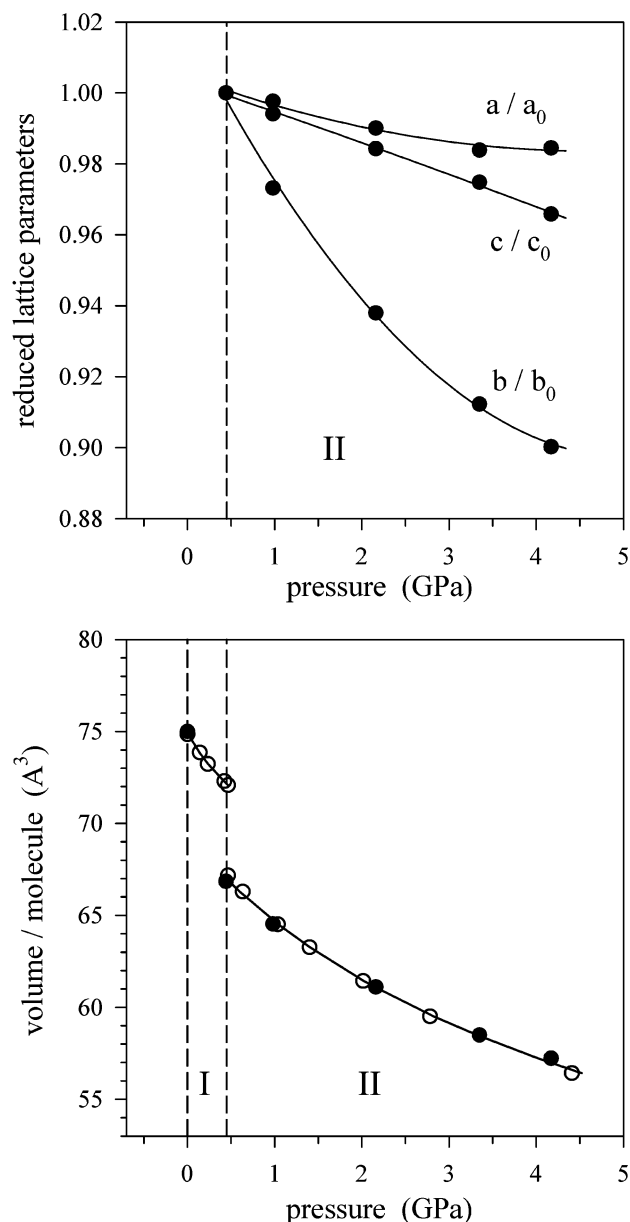 1.02
1.00
0.98
0.96
0.94
0.92
0.90
0.88
reduced lattice parameters
a / a₀
c / c₀
b / b₀
II
0 1 2 3 4 5
pressure (GPa)
80
75
70
65
60
55
volume / molecule (A³)
I II
0 1 2 3 4 5
pressure (GPa)